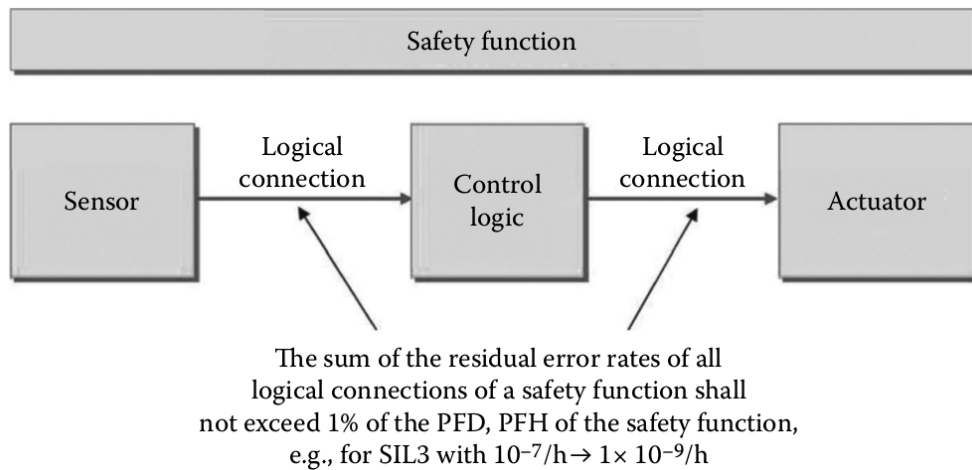 Safety function
Sensor
Logical
connection
Control
logic
Logical
connection
Actuator
The sum of the residual error rates of all
logical connections of a safety function shall
not exceed 1% of the PFD, PFH of the safety function,
e.g., for SIL3 with 10⁻⁷/h → 1× 10⁻⁹/h